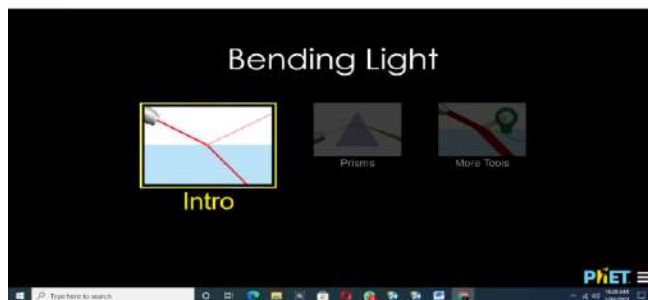 Bending Light
Prisms
More Tools
Intro
PhET
Type here to search